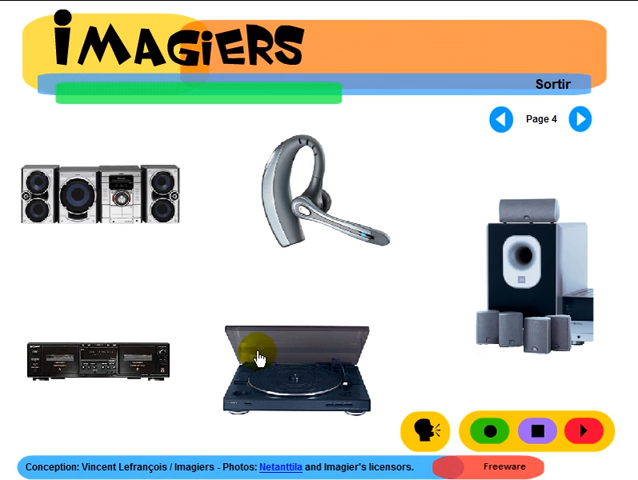 iMAGiERS
Sortir
Page 4
Conception: Vincent Lefrançois / Imagiers - Photos: Netanttila and Imagier's licensors.
Freeware